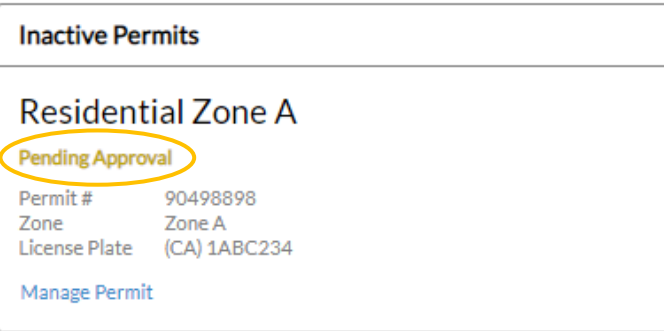 Inactive Permits
Residential Zone A
Pending Approval
Permit # 90498898
Zone Zone A
License Plate (CA) 1ABC234
Manage Permit